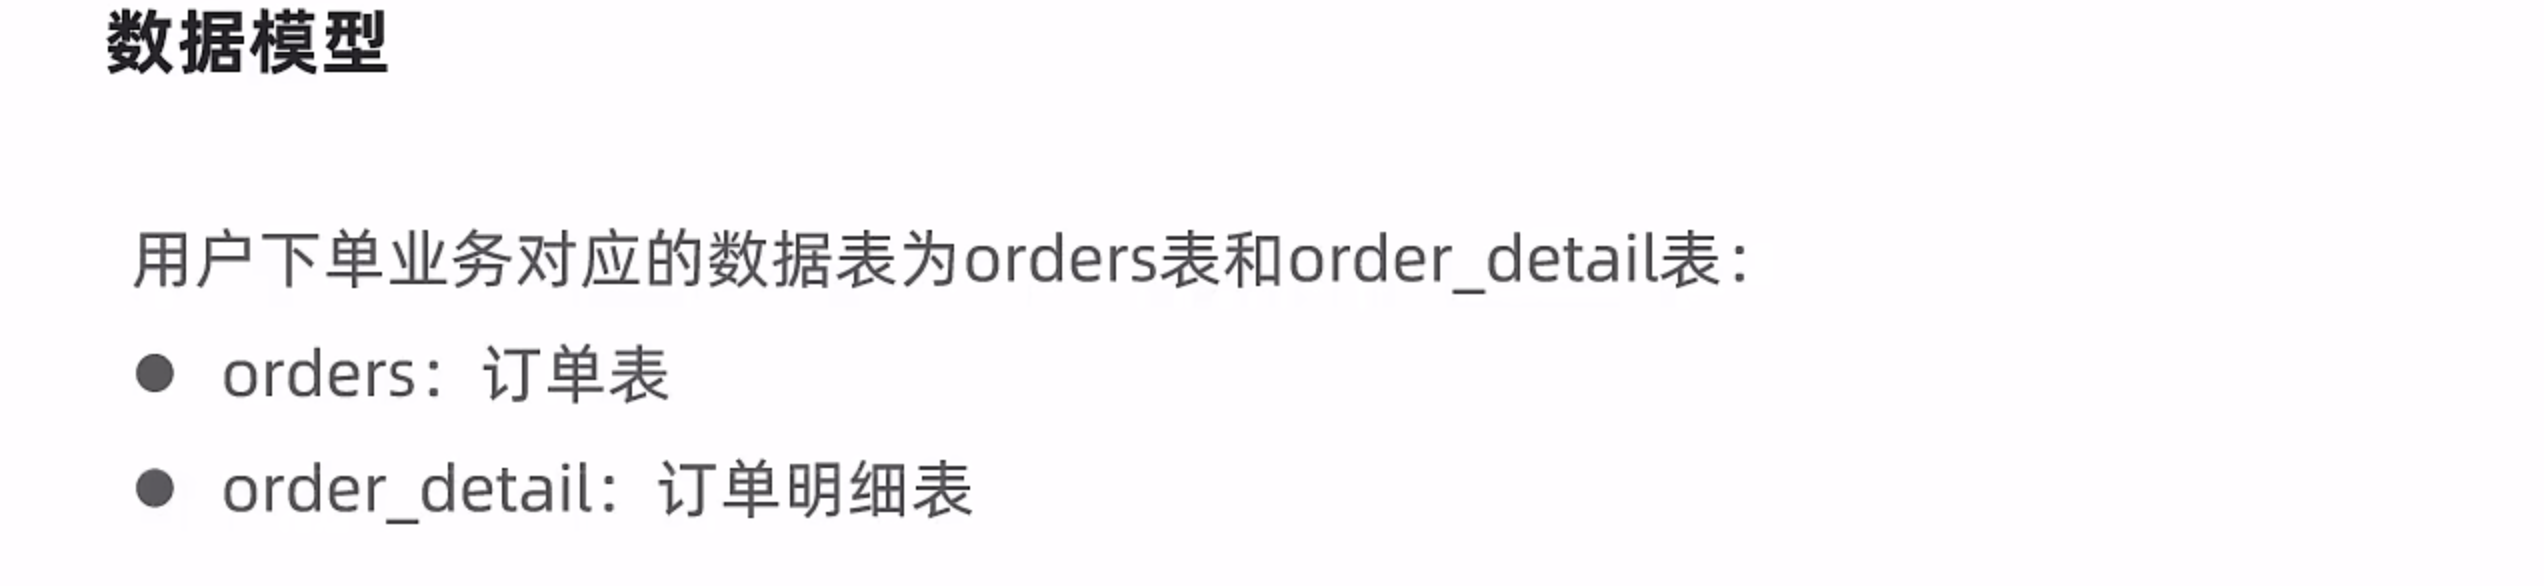 数据模型
用户下单业务对应的数据表为orders表和order_detail表：
● orders：订单表
● order_detail：订单明细表